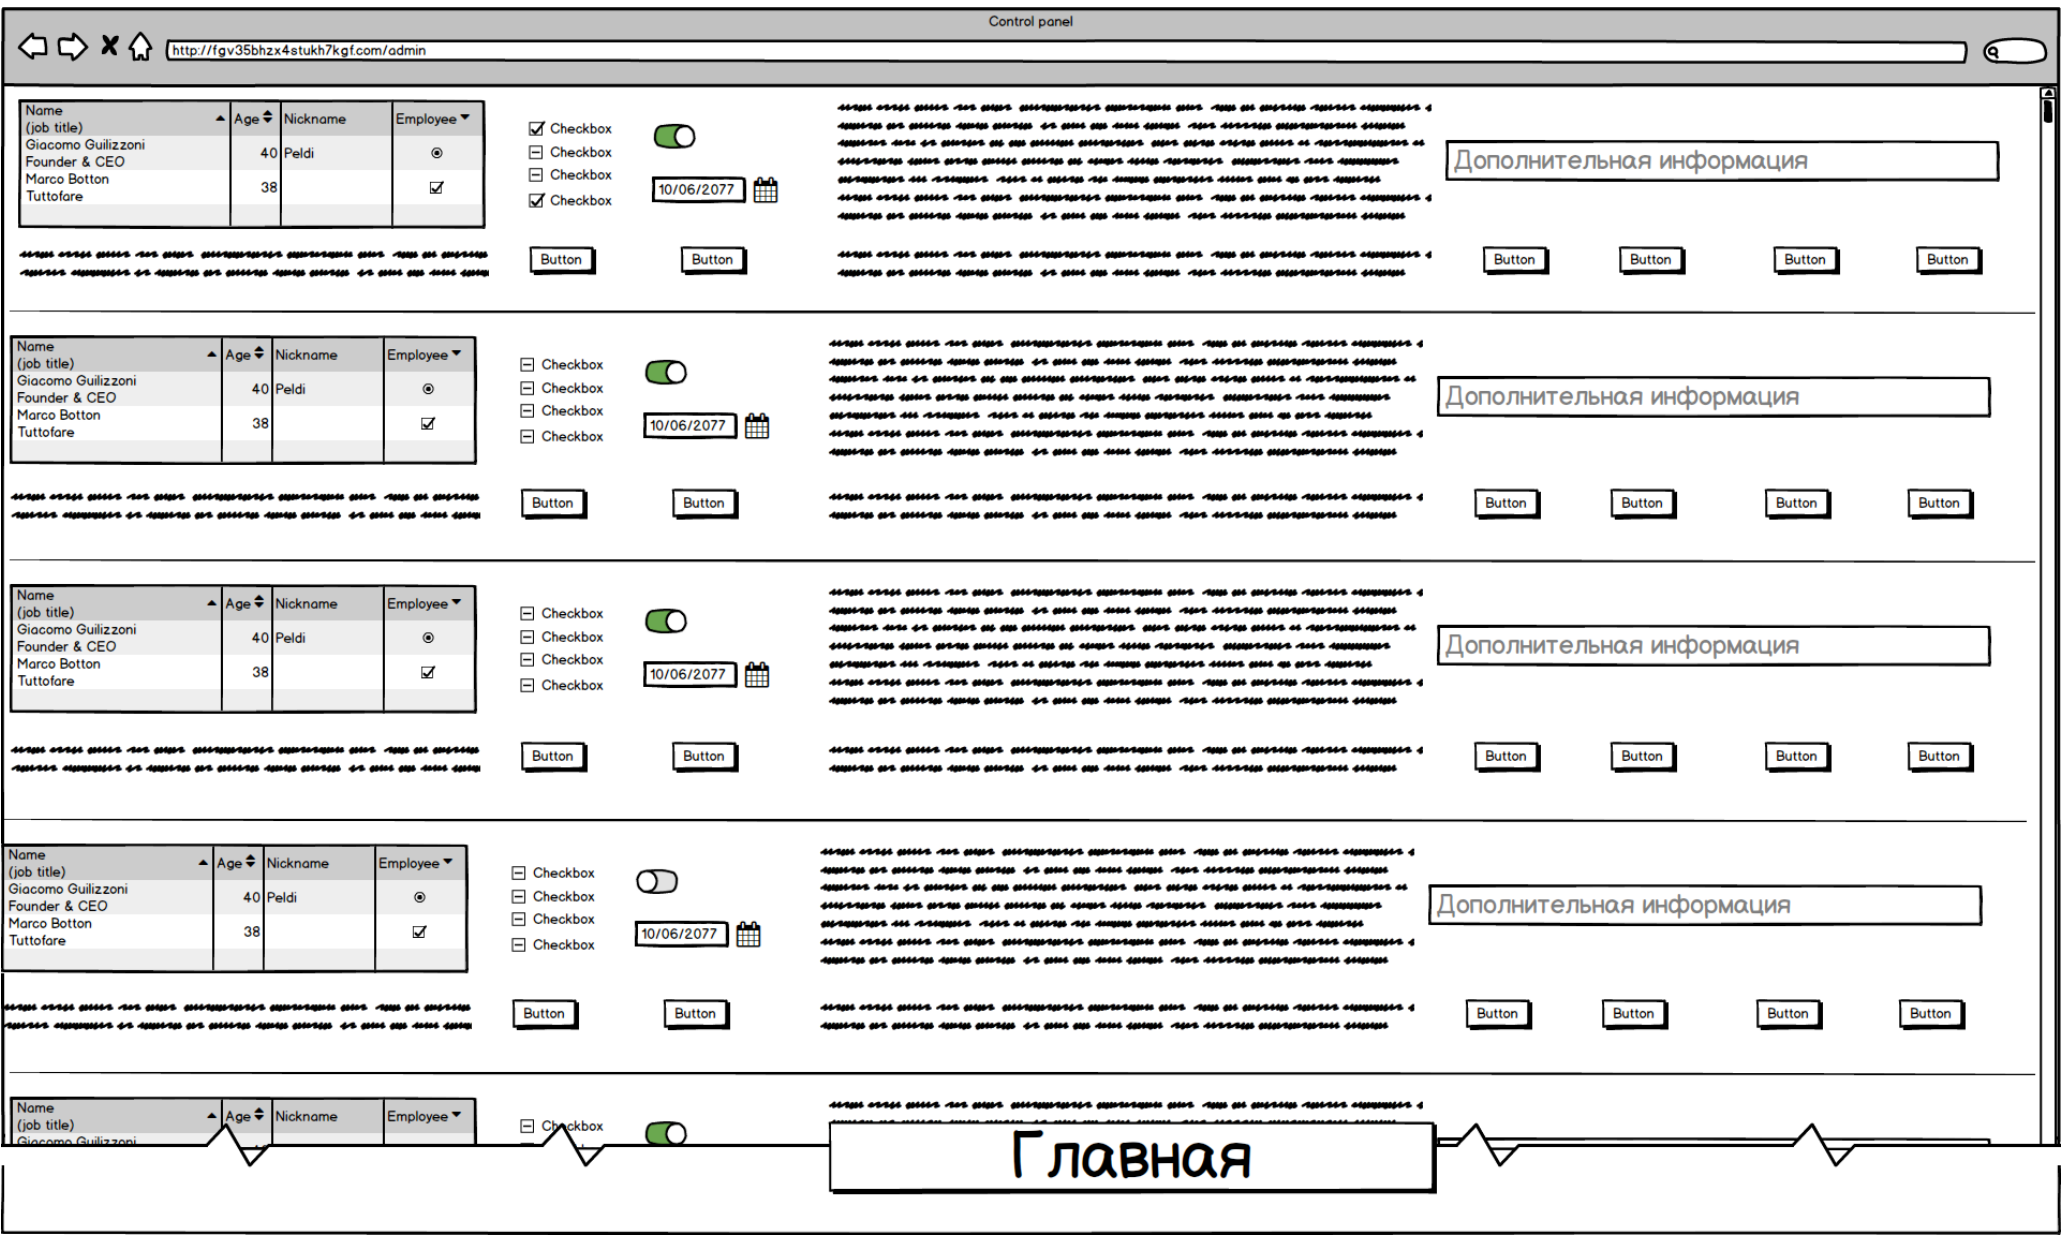 Control panel
http://fgv35bhzx4stukh7kgf.com/admin
Name
(job title) Age Nickname Employee
Giacomo Guilizzoni
Founder & CEO 40 Peldi
Marco Botton
Tuttofare 38
Checkbox
Checkbox
Checkbox
Checkbox
10/06/2077
Дополнительная информация
Button Button Button Button Button Button
Name
(job title) Age Nickname Employee
Giacomo Guilizzoni
Founder & CEO 40 Peldi
Marco Botton
Tuttofare 38
Checkbox
Checkbox
Checkbox
Checkbox
10/06/2077
Дополнительная информация
Button Button Button Button Button Button
Name
(job title) Age Nickname Employee
Giacomo Guilizzoni
Founder & CEO 40 Peldi
Marco Botton
Tuttofare 38
Checkbox
Checkbox
Checkbox
Checkbox
10/06/2077
Дополнительная информация
Button Button Button Button Button Button
Name
(job title) Age Nickname Employee
Giacomo Guilizzoni
Founder & CEO 40 Peldi
Marco Botton
Tuttofare 38
Checkbox
Checkbox
Checkbox
Checkbox
10/06/2077
Дополнительная информация
Button Button Button Button Button Button
Name
(job title) Age Nickname Employee
Giacomo Guilizzoni
Checkbox
Главная